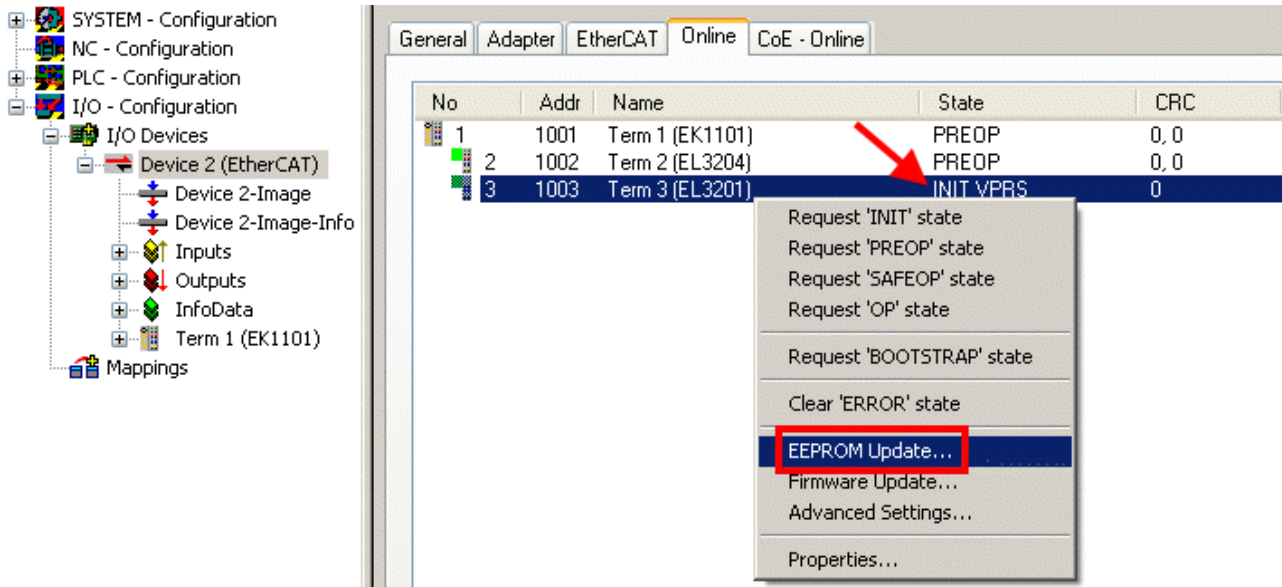 SYSTEM - Configuration
NC - Configuration
PLC - Configuration
I/O - Configuration
I/O Devices
Device 2 (EtherCAT)
Device 2-Image
Device 2-Image-Info
Inputs
Outputs
InfoData
Term 1 (EK1101)
Mappings
General Adapter EtherCAT Online CoE - Online
No Addr Name State CRC
1 1001 Term 1 (EK1101) PREOP 0, 0
2 1002 Term 2 (EL3204) PREOP 0, 0
3 1003 Term 3 (EL3201) INIT VPRS 0
Request 'INIT' state
Request 'PREOP' state
Request 'SAFEOP' state
Request 'OP' state
Request 'BOOTSTRAP' state
Clear 'ERROR' state
EEPROM Update...
Firmware Update...
Advanced Settings...
Properties...